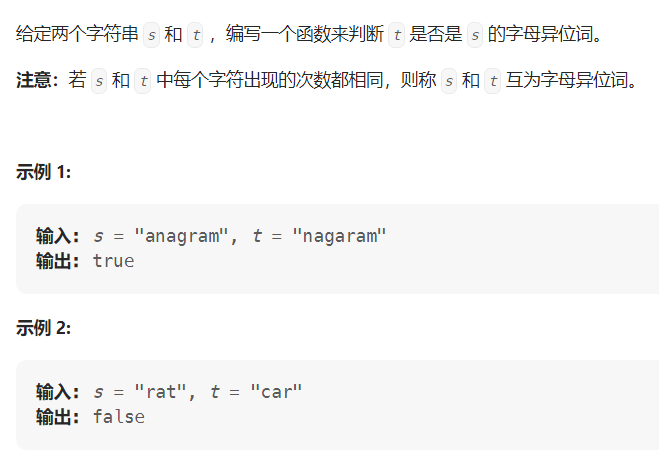 给定两个字符串 s 和 t ，编写一个函数来判断 t 是否是 s 的字母异位词。
注意：若 s 和 t 中每个字符出现的次数都相同，则称 s 和 t 互为字母异位词。
示例 1:
输入: s = "anagram", t = "nagaram"
输出: true
示例 2:
输入: s = "rat", t = "car"
输出: false